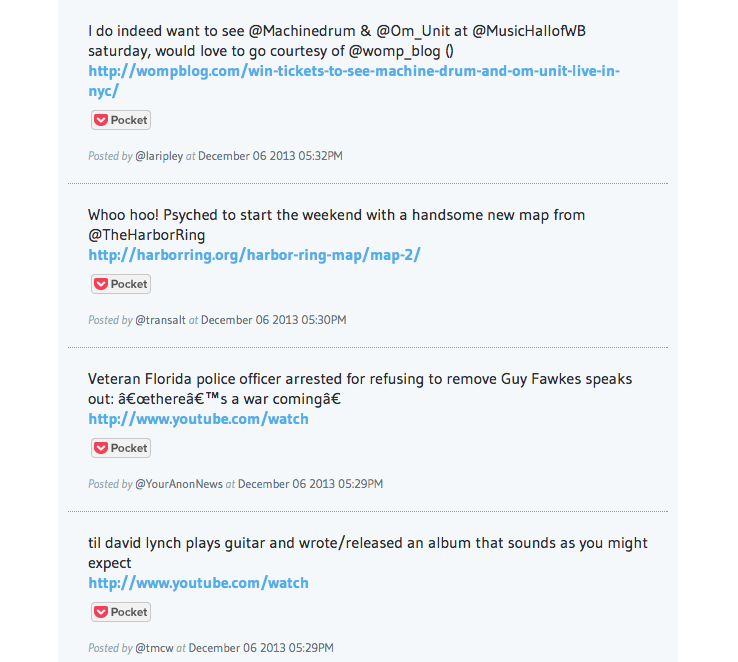 I do indeed want to see @Machinedrum & @Om_Unit at @MusicHallofWB
saturday, would love to go courtesy of @womp_blog ()
http://wompblog.com/win-tickets-to-see-machine-drum-and-om-unit-live-in-
nyc/
Pocket
Posted by @laripley at December 06 2013 05:32PM
Whoo hoo! Psyched to start the weekend with a handsome new map from
@TheHarborRing
http://harborring.org/harbor-ring-map/map-2/
Pocket
Posted by @transalt at December 06 2013 05:30PM
Veteran Florida police officer arrested for refusing to remove Guy Fawkes speaks
out: â€œthereâ€™s a war comingâ€
http://www.youtube.com/watch
Pocket
Posted by @YourAnonNews at December 06 2013 05:29PM
til david lynch plays guitar and wrote/released an album that sounds as you might
expect
http://www.youtube.com/watch
Pocket
Posted by @tmcw at December 06 2013 05:29PM